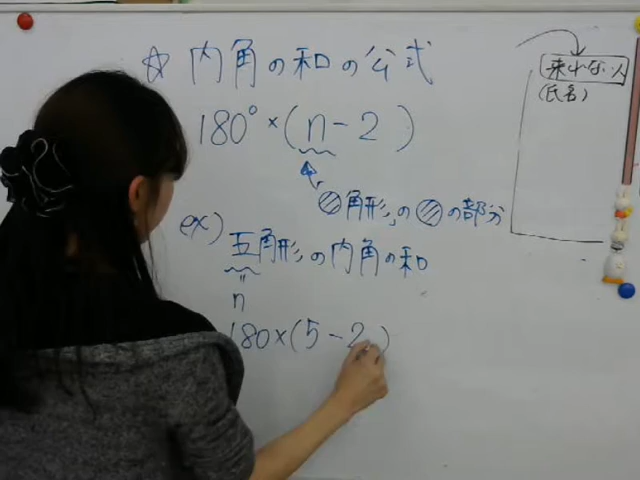 ☆ 内角の和の公式
180°×(n-2)
◯角形の◯の部分
ex)
五角形の内角の和
=
n
180×(5-2)
来れない人
(氏名)